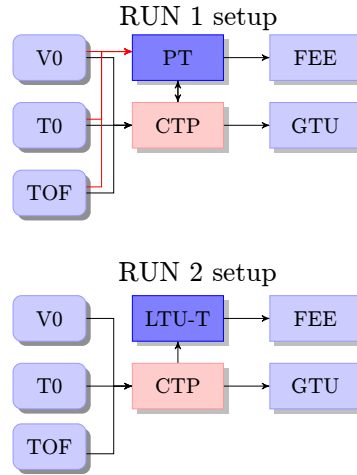 RUN 1 setup
V0
PT
FEE
T0
CTP
GTU
TOF
RUN 2 setup
V0
LTU-T
FEE
T0
CTP
GTU
TOF